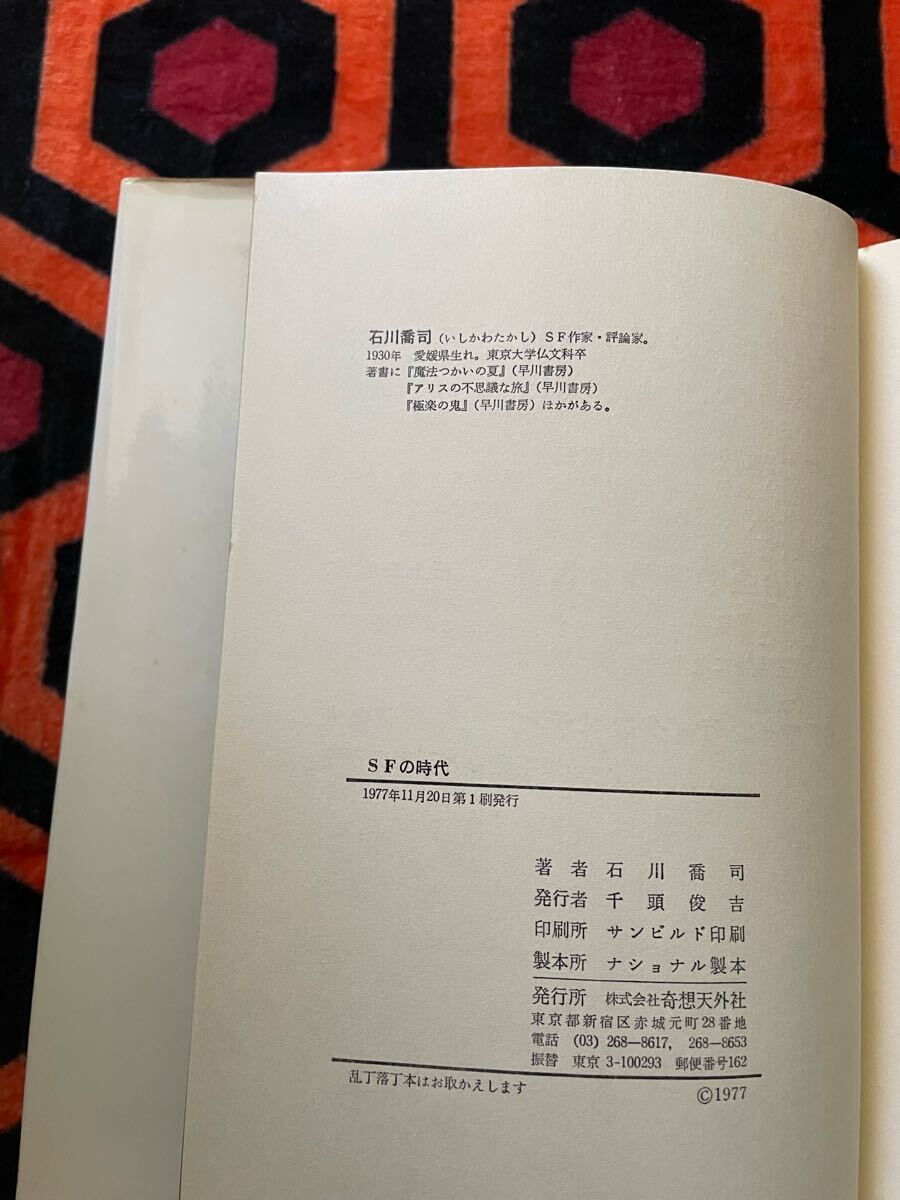 石川喬司(いしかわたかし)SF作家・評論家。
1930年 愛媛県生れ。東京大学仏文科卒
著書に『魔法つかいの夏』(早川書房)
『アリスの不思議な旅』(早川書房)
『極楽の鬼』(早川書房)ほかがある。
SFの時代
1977年11月20日第1刷発行
著者 石川喬司
発行者 千頭俊吉
印刷所 サンビルド印刷
製本所 ナショナル製本
発行所 株式会社奇想天外社
東京都新宿区赤城元町28番地
電話 (03) 268―8617, 268―8653
振替 東京 3-100293 郵便番号162
乱丁落丁本はお取かえします
©1977